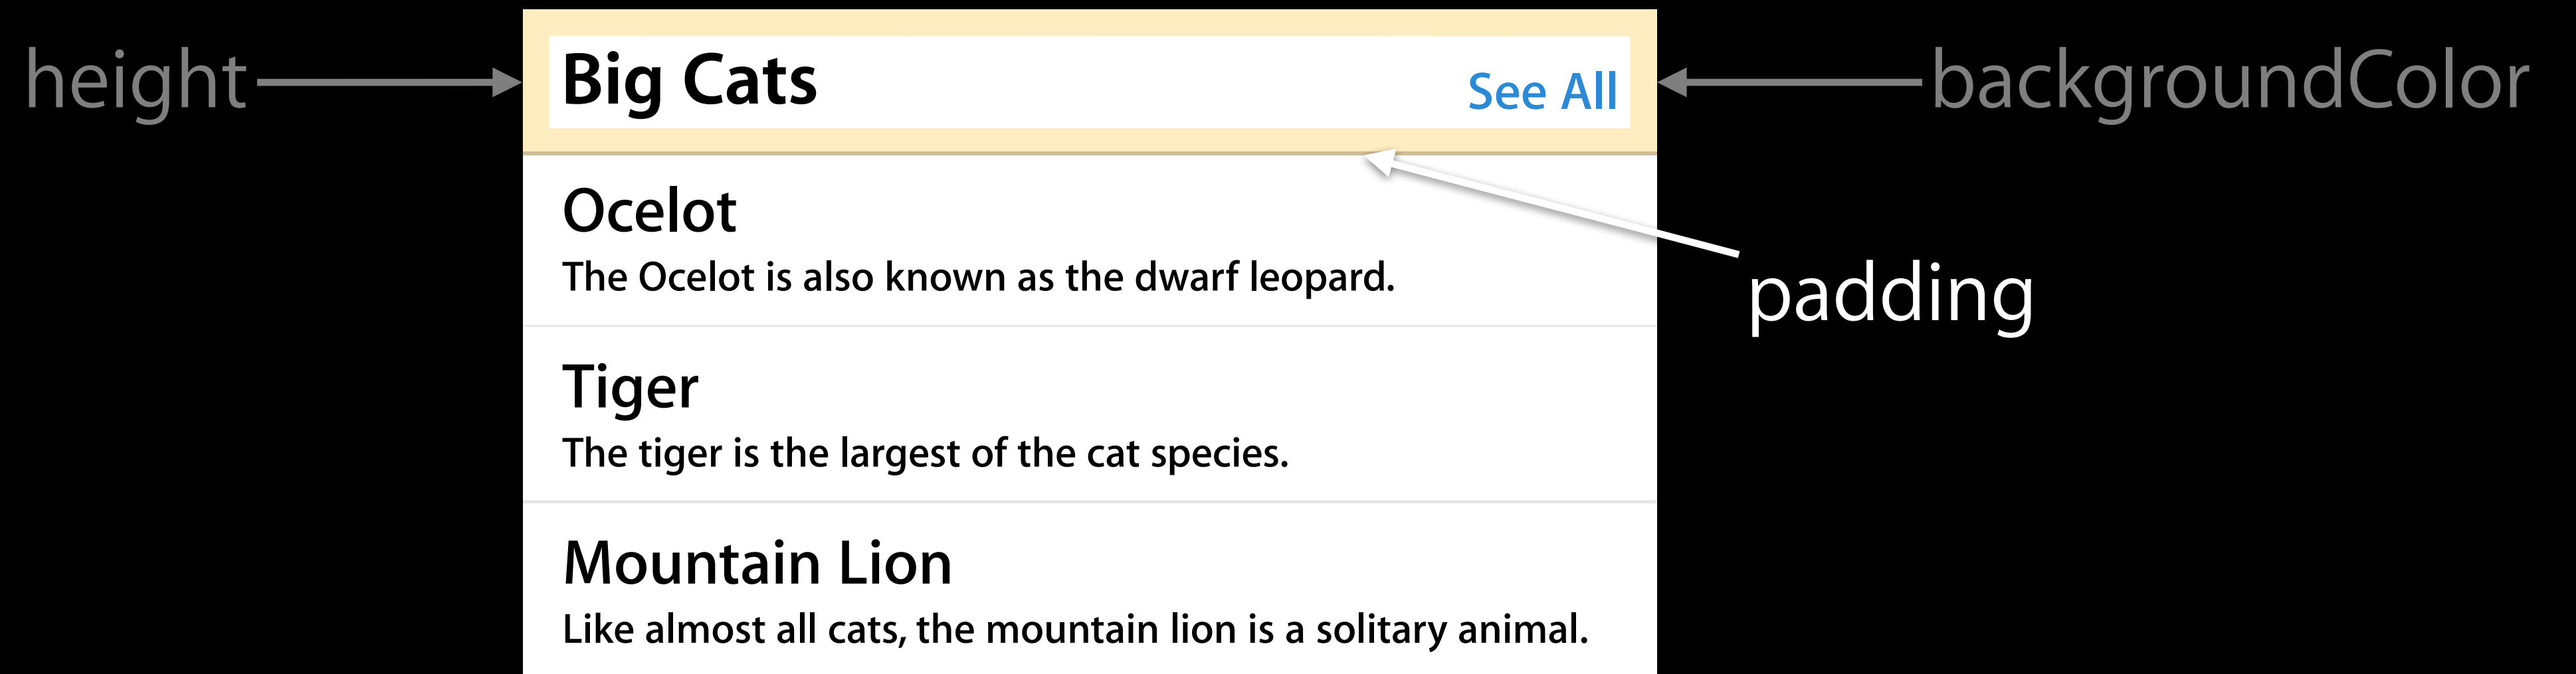 height
Big Cats
See All
backgroundColor
Ocelot
The Ocelot is also known as the dwarf leopard.
padding
Tiger
The tiger is the largest of the cat species.
Mountain Lion
Like almost all cats, the mountain lion is a solitary animal.